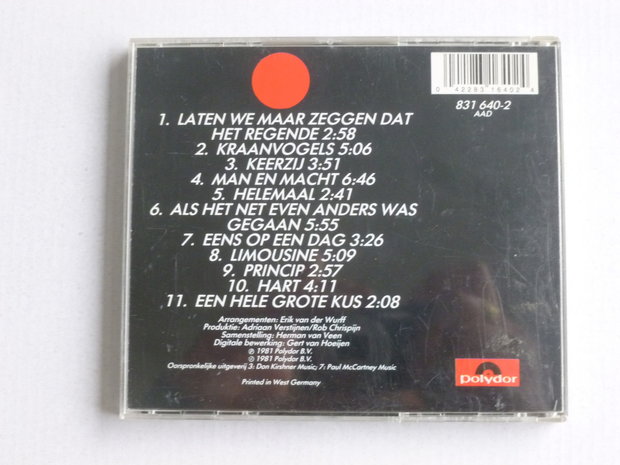 0 42283 16402 4
831 640-2
AAD
1. LATEN WE MAAR ZEGGEN DAT
HET REGENDE 2:58
2. KRAANVOGELS 5:06
3. KEERZIJ 3:51
4. MAN EN MACHT 6:46
5. HELEMAAL 2:41
6. ALS HET NET EVEN ANDERS WAS
GEGAAN 5:55
7. EENS OP EEN DAG 3:26
8. LIMOUSINE 5:09
9. PRINCIP 2:57
10. HART 4:11
11. EEN HELE GROTE KUS 2:08
Arrangementen: Erik van der Wurff
Produktie: Adriaan Verstijnen/Rob Chrispijn
Samenstelling: Herman van Veen
Digitale bewerking: Gert van Hoeijen
℗ 1981 Polydor B.V.
℗ 1981 Polydor B.V.
Oorspronkelijke uitgeverij 3: Don Kirshner Music; 7: Paul McCartney Music
Printed in West Germany
polydor